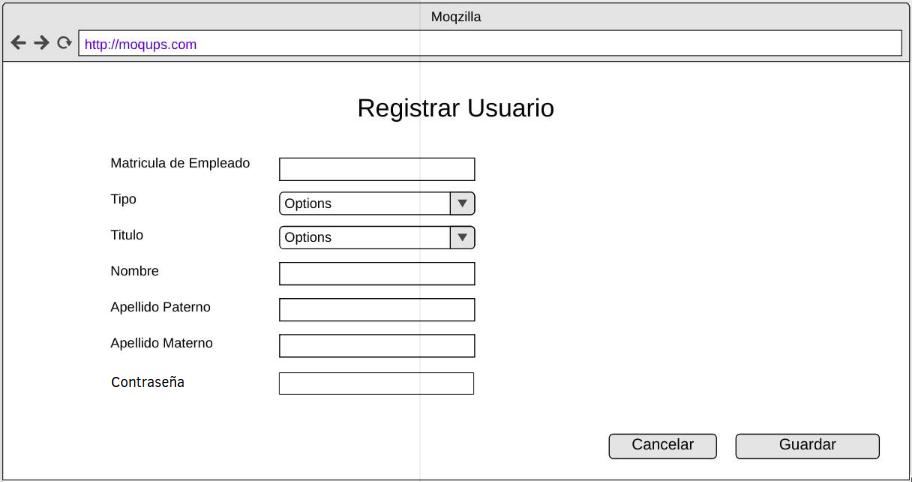 Moqzilla
http://moqups.com
Registrar Usuario
Matricula de Empleado
Tipo
Options
Titulo
Options
Nombre
Apellido Paterno
Apellido Materno
Contraseña
Cancelar
Guardar